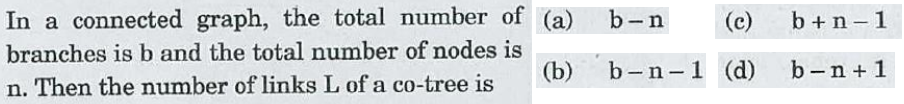 In a connected graph, the total number of
branches is b and the total number of nodes is
n. Then the number of links L of a co-tree is
(a) b – n
(b) b – n – 1
(c) b + n – 1
(d) b – n + 1